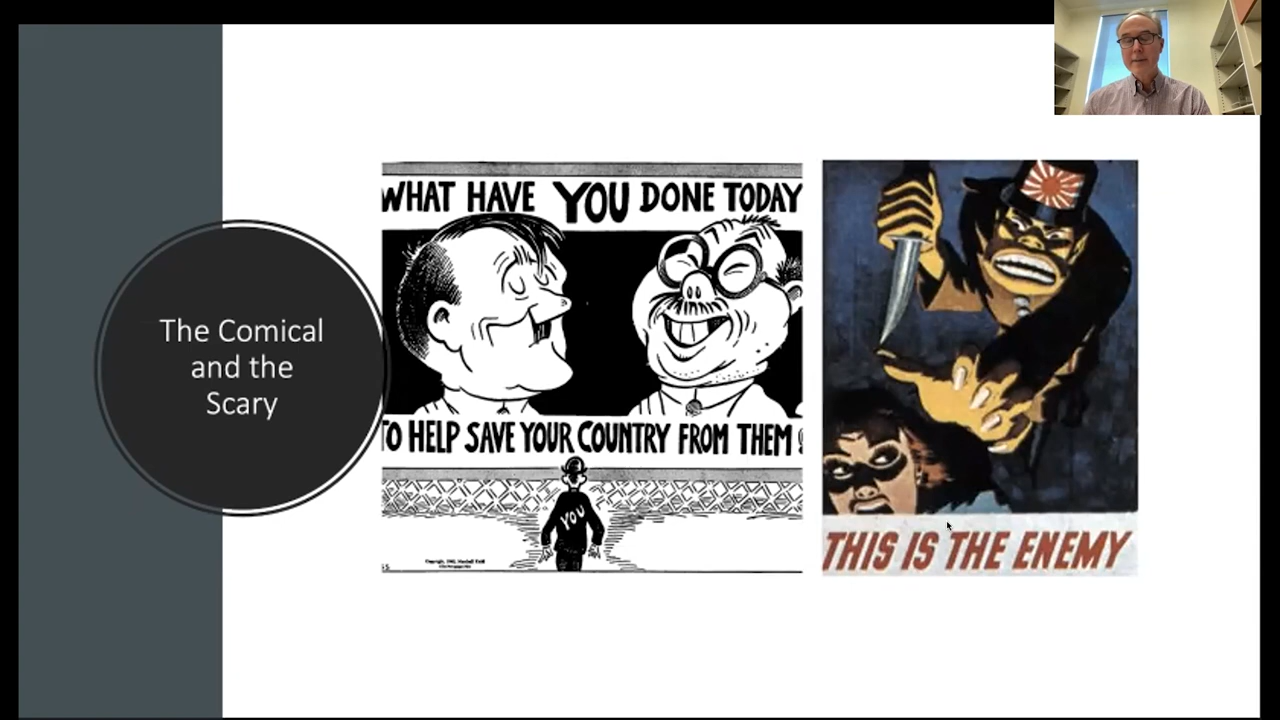 The Comical
and the
Scary
WHAT HAVE YOU DONE TODAY
TO HELP SAVE YOUR COUNTRY FROM THEM
YOU
THIS IS THE ENEMY